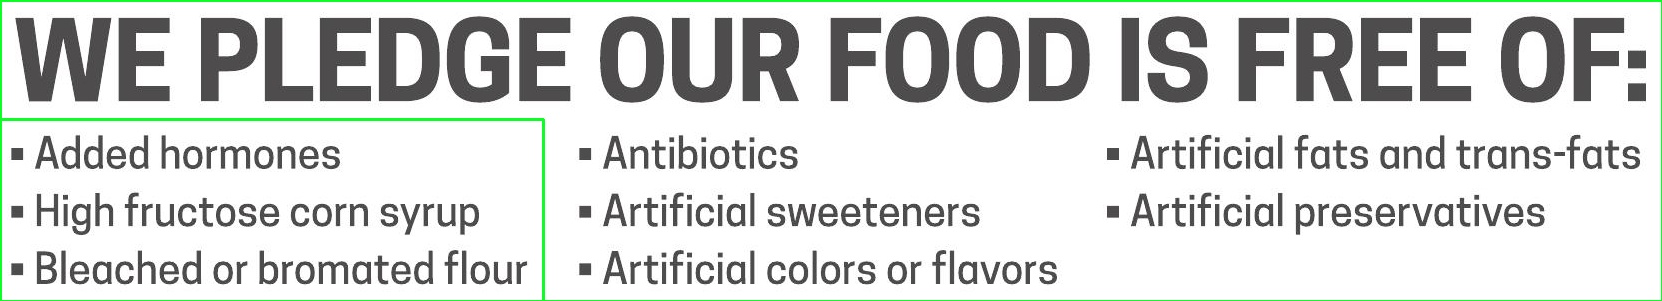 WE PLEDGE OUR FOOD IS FREE OF:
▪ Added hormones
▪ High fructose corn syrup
▪ Bleached or bromated flour
▪ Antibiotics
▪ Artificial sweeteners
▪ Artificial colors or flavors
▪ Artificial fats and trans-fats
▪ Artificial preservatives